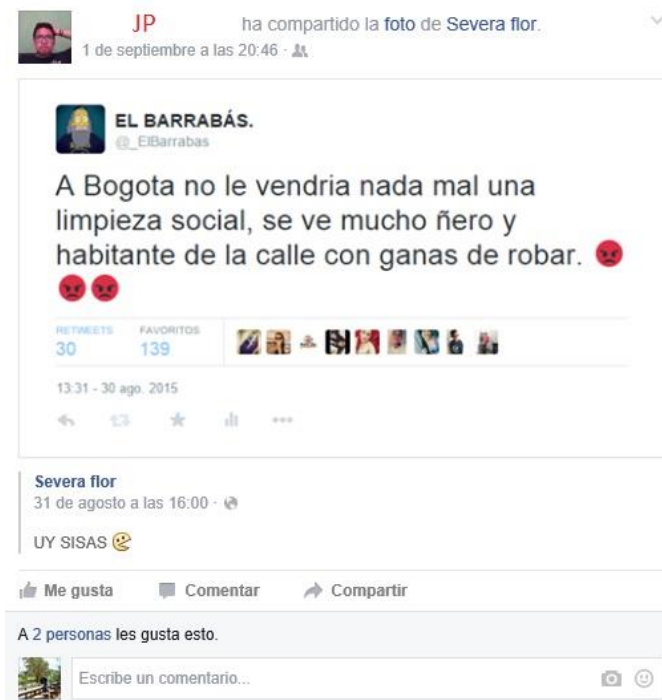 JP ha compartido la foto de Severa flor.
1 de septiembre a las 20:46 ·
EL BARRABÁS.
@_ElBarrabas
A Bogota no le vendria nada mal una
limpieza social, se ve mucho ñero y
habitante de la calle con ganas de robar. 😡
😡😡
RETWEETS FAVORITOS
30 139
13:31 - 30 ago. 2015
Severa flor
31 de agosto a las 16:00 ·
UY SISAS
Me gusta Comentar Compartir
A 2 personas les gusta esto.
Escribe un comentario...